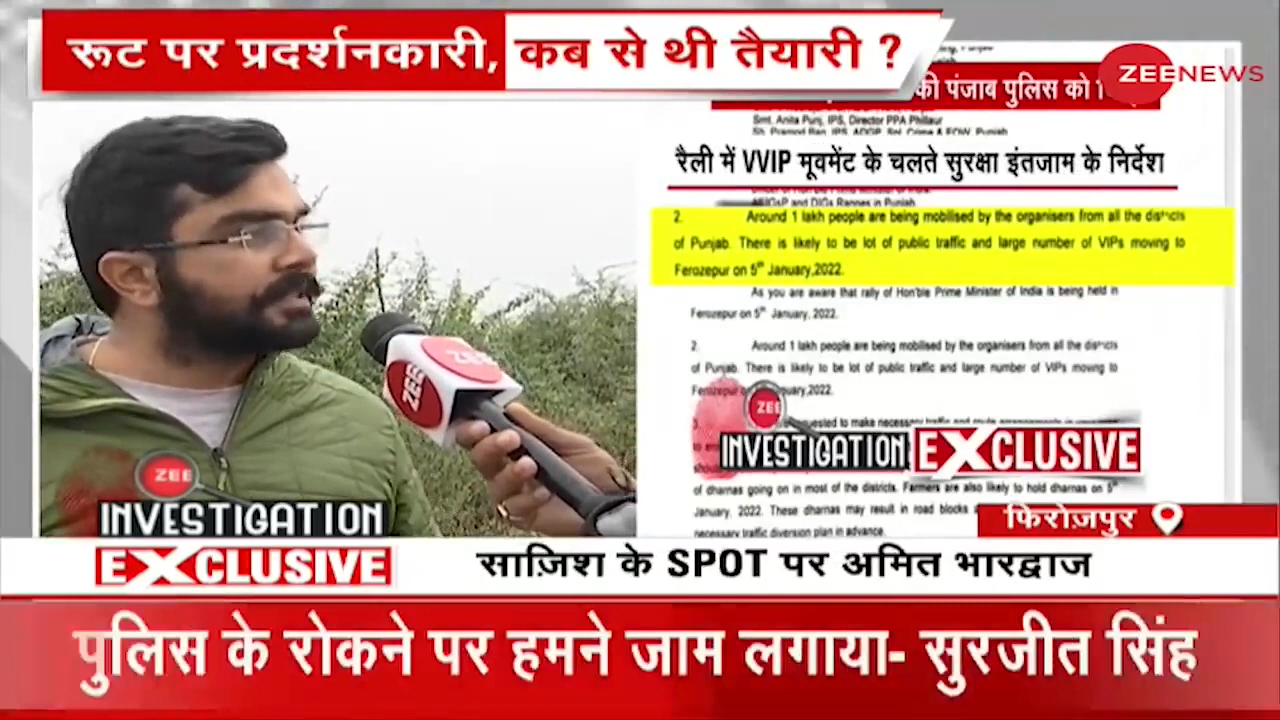 रूट पर प्रदर्शनकारी, कब से थी तैयारी ?
ZEE NEWS
की पंजाब पुलिस को
Smt. Anita Punj, IPS, Director PPA Phillaur
रैली में VVIP मूवमेंट के चलते सुरक्षा इंतजाम के निर्देश
AIGsP and DIGs Ranges in Punjab
2. Around 1 lakh people are being mobilised by the organisers from all the districts
of Punjab. There is likely to be lot of public traffic and large number of VIPs moving to
Ferozepur on 5th January,2022.
As you are aware that rally of Hon'ble Prime Minister of India is being held in
Ferozepur on 5th January, 2022.
2. Around 1 lakh people are being mobilised by the organisers from all the districts
of Punjab. There is likely to be lot of public traffic and large number of VIPs moving to
Ferozepur
of dharnas going on in most of the districts. Farmers are also likely to hold dharnas on 5th
January, 2022. These dharnas may result in road blocks
necessary traffic diversion plan in advance.
ZEE
INVESTIGATION EXCLUSIVE
ZEE
ZEE
ZEE
INVESTIGATION
EXCLUSIVE
फिरोज़पुर
साज़िश के SPOT पर अमित भारद्वाज
पुलिस के रोकने पर हमने जाम लगाया- सुरजीत सिंह